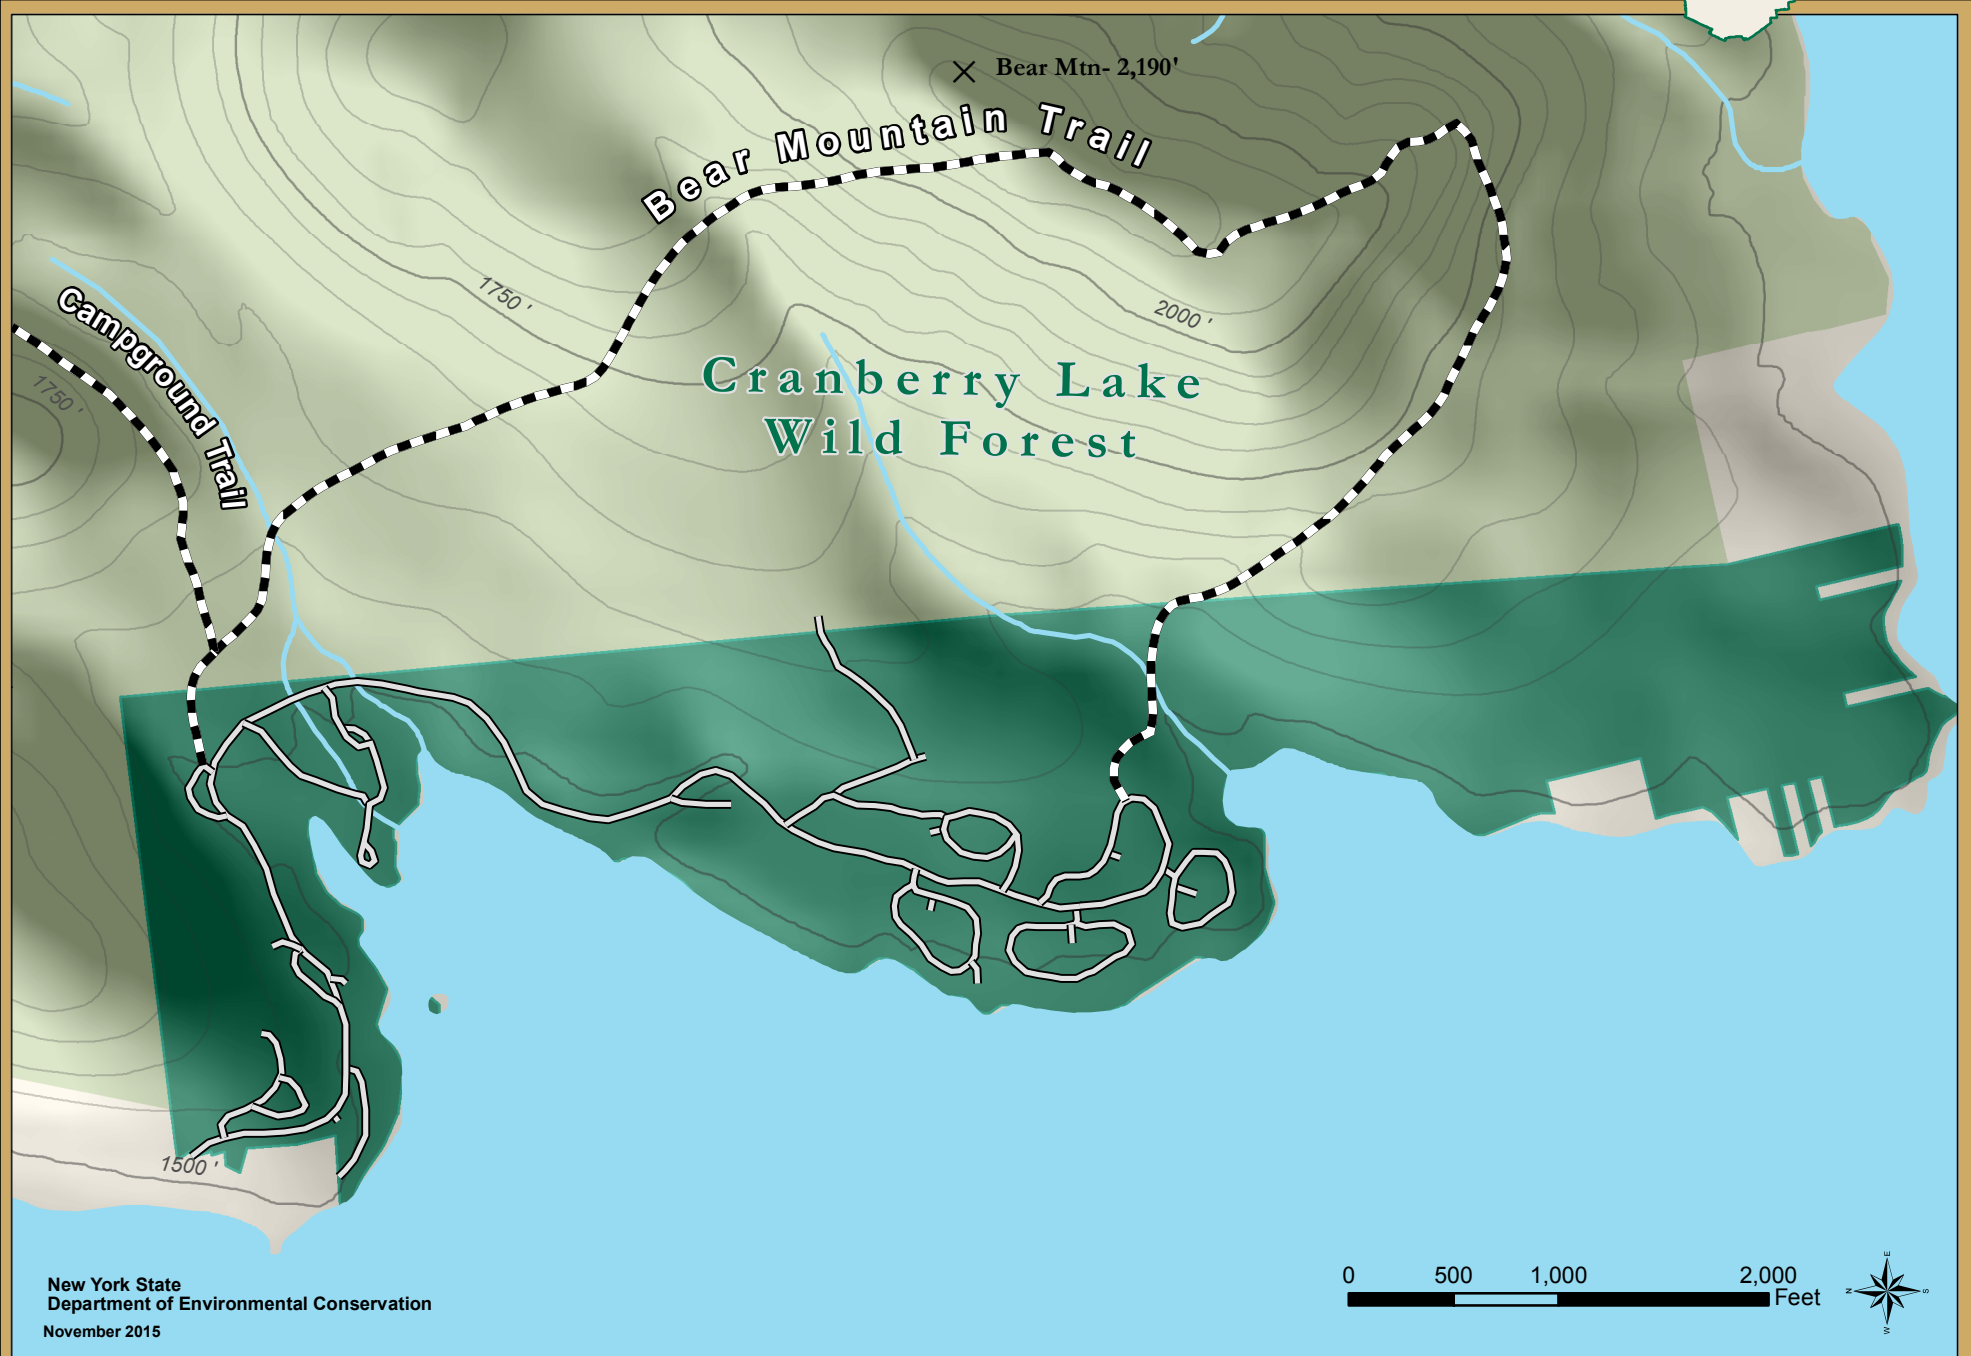 Bear Mtn- 2,190'
Bear Mountain Trail
1750 '
2000 '
Campground Trail
1750 '
Cranberry Lake
Wild Forest
1500 '
New York State
Department of Environmental Conservation
November 2015
0 500 1,000 2,000
Feet
E
N S
W